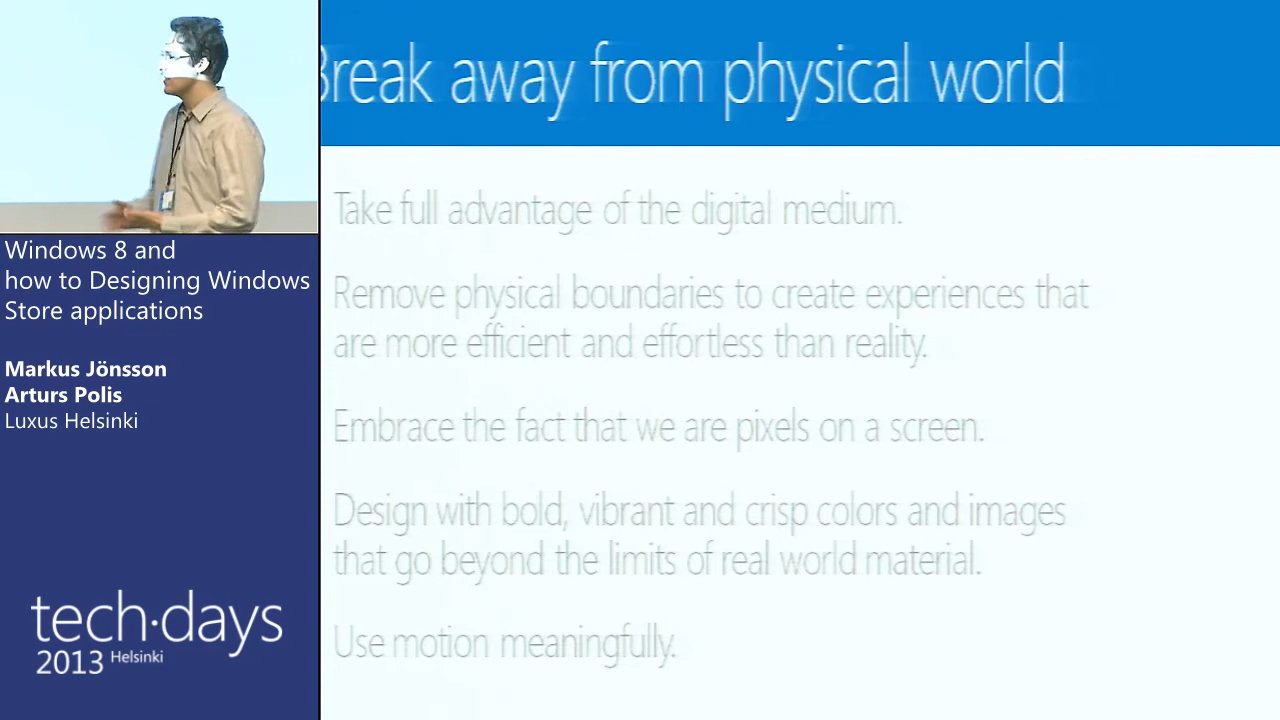 Break away from physical world
Take full advantage of the digital medium.
Remove physical boundaries to create experiences that
are more efficient and effortless than reality.
Embrace the fact that we are pixels on a screen.
Design with bold, vibrant and crisp colors and images
that go beyond the limits of real world material.
Use motion meaningfully.
Windows 8 and
how to Designing Windows
Store applications
Markus Jönsson
Arturs Polis
Luxus Helsinki
tech·days
2013 Helsinki